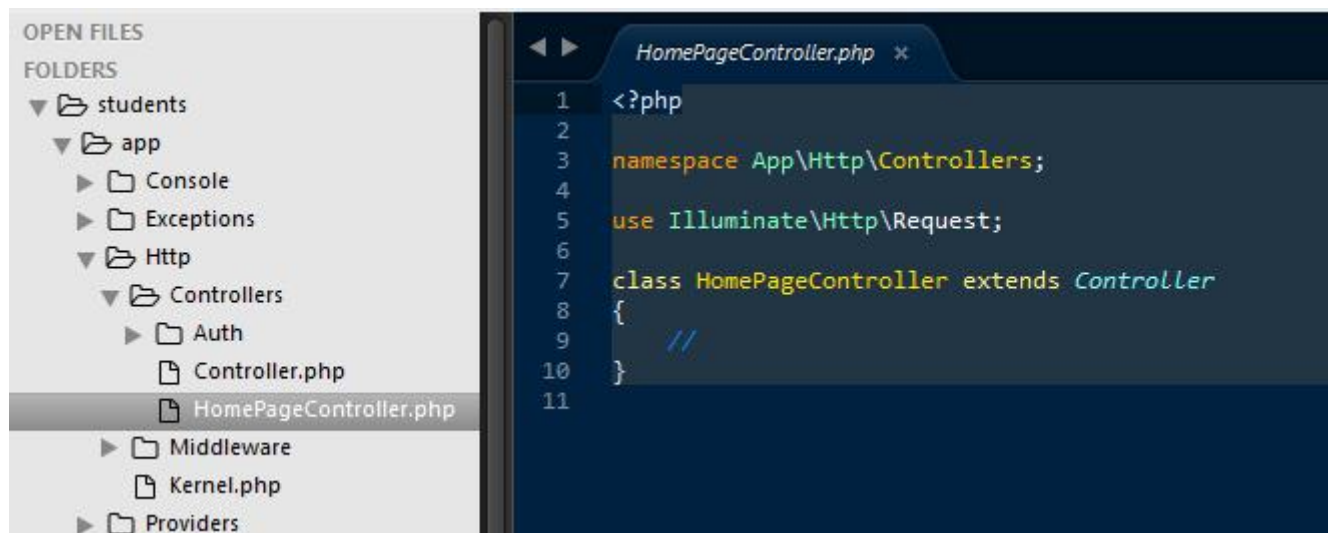 OPEN FILES
FOLDERS
students
app
Console
Exceptions
Http
Controllers
Auth
Controller.php
HomePageController.php
Middleware
Kernel.php
Providers
HomePageController.php ×
1 <?php
2
3 namespace App\Http\Controllers;
4
5 use Illuminate\Http\Request;
6
7 class HomePageController extends Controller
8 {
9     //
10 }
11